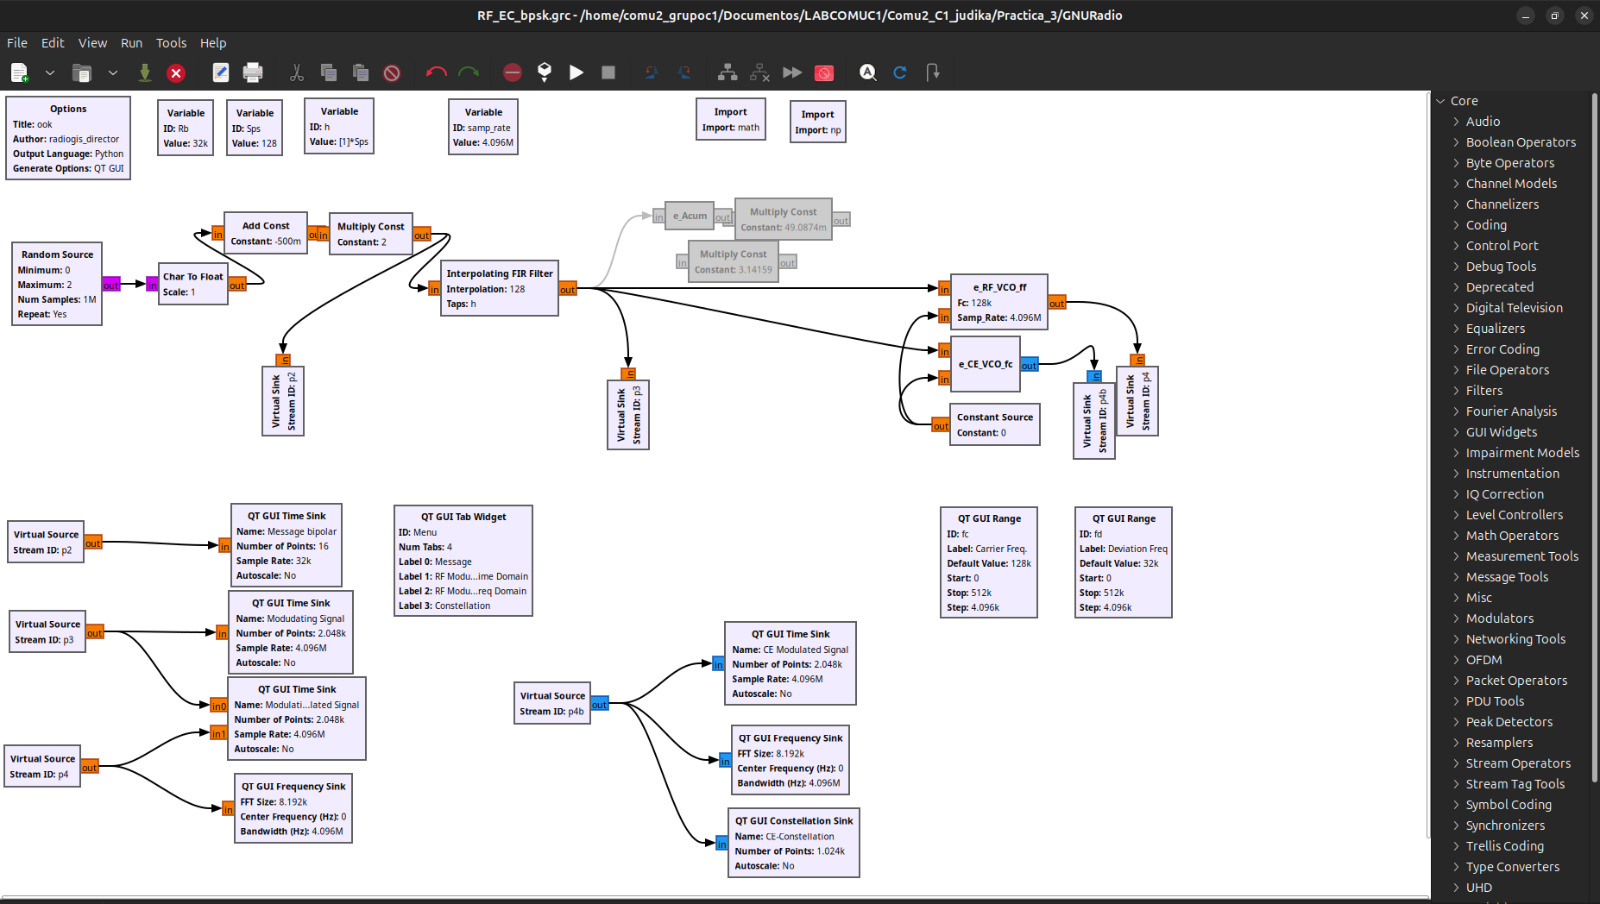 RF_EC_bpsk.grc - /home/comu2_grupoc1/Documentos/LABCOMUC1/Comu2_C1_judika/Practica_3/GNURadio
File Edit View Run Tools Help
Options
Title: ook
Author: radiogis_director
Output Language: Python
Generate Options: QT GUI
Variable
ID: Rb
Value: 32k
Variable
ID: Sps
Value: 128
Variable
ID: h
Value: [1]*Sps
Variable
ID: samp_rate
Value: 4.096M
Import
Import: math
Import
Import: np
Random Source
Minimum: 0
Maximum: 2
Num Samples: 1M
Repeat: Yes
out
in
Char To Float
Scale: 1
out
in
Add Const
Constant: -500m
out
in
Multiply Const
Constant: 2
out
in
Interpolating FIR Filter
Interpolation: 128
Taps: h
out
in
e_Acum
out
Multiply Const
Constant: 49.0874m
out
in
Multiply Const
Constant: 3.14159
out
in
in
e_RF_VCO_ff
Fc: 128k
Samp_Rate: 4.096M
out
in
in
e_CE_VCO_fc
out
out
Constant Source
Constant: 0
in
Virtual Sink
Stream ID: p2
in
Virtual Sink
Stream ID: p3
in
Virtual Sink
Stream ID: p4b
in
Virtual Sink
Stream ID: p4
Virtual Source
Stream ID: p2
out
in
QT GUI Time Sink
Name: Message bipolar
Number of Points: 16
Sample Rate: 32k
Autoscale: No
Virtual Source
Stream ID: p3
out
in
QT GUI Time Sink
Name: Modudating Signal
Number of Points: 2.048k
Sample Rate: 4.096M
Autoscale: No
in0
in1
QT GUI Time Sink
Name: Modulati...lated Signal
Number of Points: 2.048k
Sample Rate: 4.096M
Autoscale: No
Virtual Source
Stream ID: p4
out
in
QT GUI Frequency Sink
FFT Size: 8.192k
Center Frequency (Hz): 0
Bandwidth (Hz): 4.096M
QT GUI Tab Widget
ID: Menu
Num Tabs: 4
Label 0: Message
Label 1: RF Modu...ime Domain
Label 2: RF Modu...req Domain
Label 3: Constellation
Virtual Source
Stream ID: p4b
out
in
QT GUI Time Sink
Name: CE Modulated Signal
Number of Points: 2.048k
Sample Rate: 4.096M
Autoscale: No
in
QT GUI Frequency Sink
FFT Size: 8.192k
Center Frequency (Hz): 0
Bandwidth (Hz): 4.096M
in
QT GUI Constellation Sink
Name: CE-Constellation
Number of Points: 1.024k
Autoscale: No
QT GUI Range
ID: fc
Label: Carrier Freq.
Default Value: 128k
Start: 0
Stop: 512k
Step: 4.096k
QT GUI Range
ID: fd
Label: Deviation Freq
Default Value: 32k
Start: 0
Stop: 512k
Step: 4.096k
Core
Audio
Boolean Operators
Byte Operators
Channel Models
Channelizers
Coding
Control Port
Debug Tools
Deprecated
Digital Television
Equalizers
Error Coding
File Operators
Filters
Fourier Analysis
GUI Widgets
Impairment Models
Instrumentation
IQ Correction
Level Controllers
Math Operators
Measurement Tools
Message Tools
Misc
Modulators
Networking Tools
OFDM
Packet Operators
PDU Tools
Peak Detectors
Resamplers
Stream Operators
Stream Tag Tools
Symbol Coding
Synchronizers
Trellis Coding
Type Converters
UHD